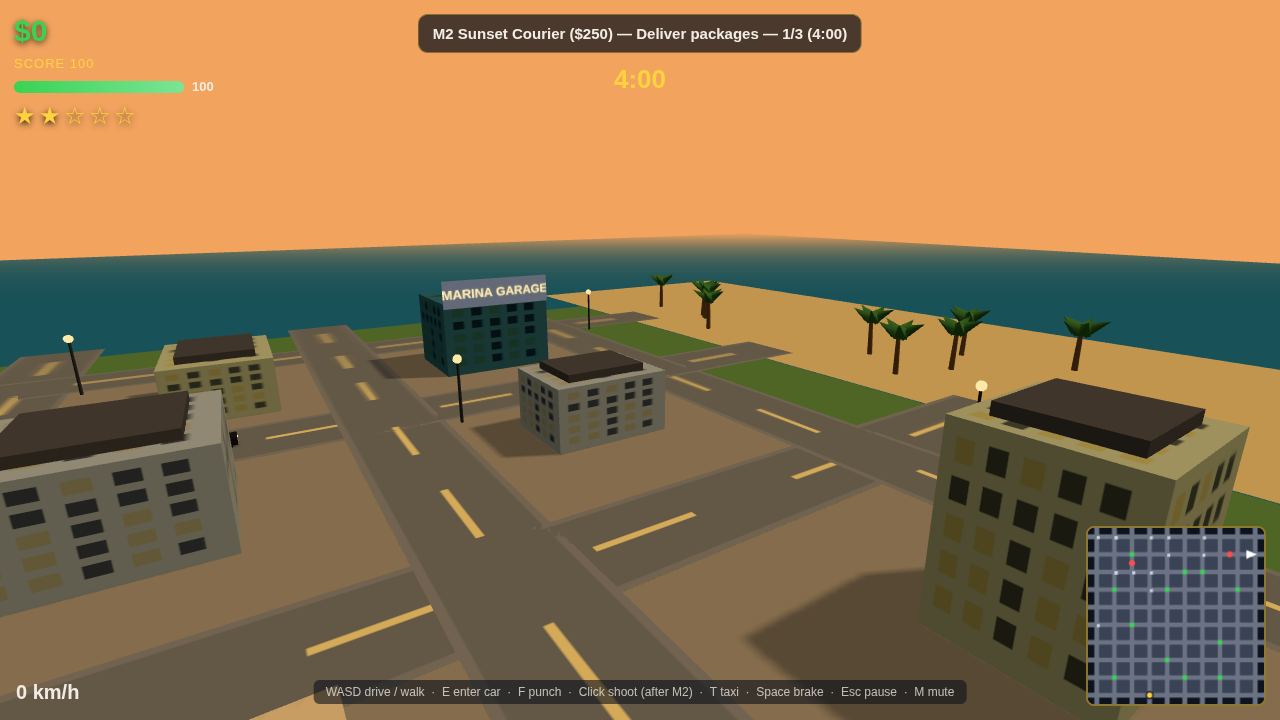 $0
M2 Sunset Courier ($250) — Deliver packages — 1/3 (4:00)
SCORE 100
4:00
100
MARINA GARAGE
0 km/h
WASD drive / walk · E enter car · F punch · Click shoot (after M2) · T taxi · Space brake · Esc pause · M mute